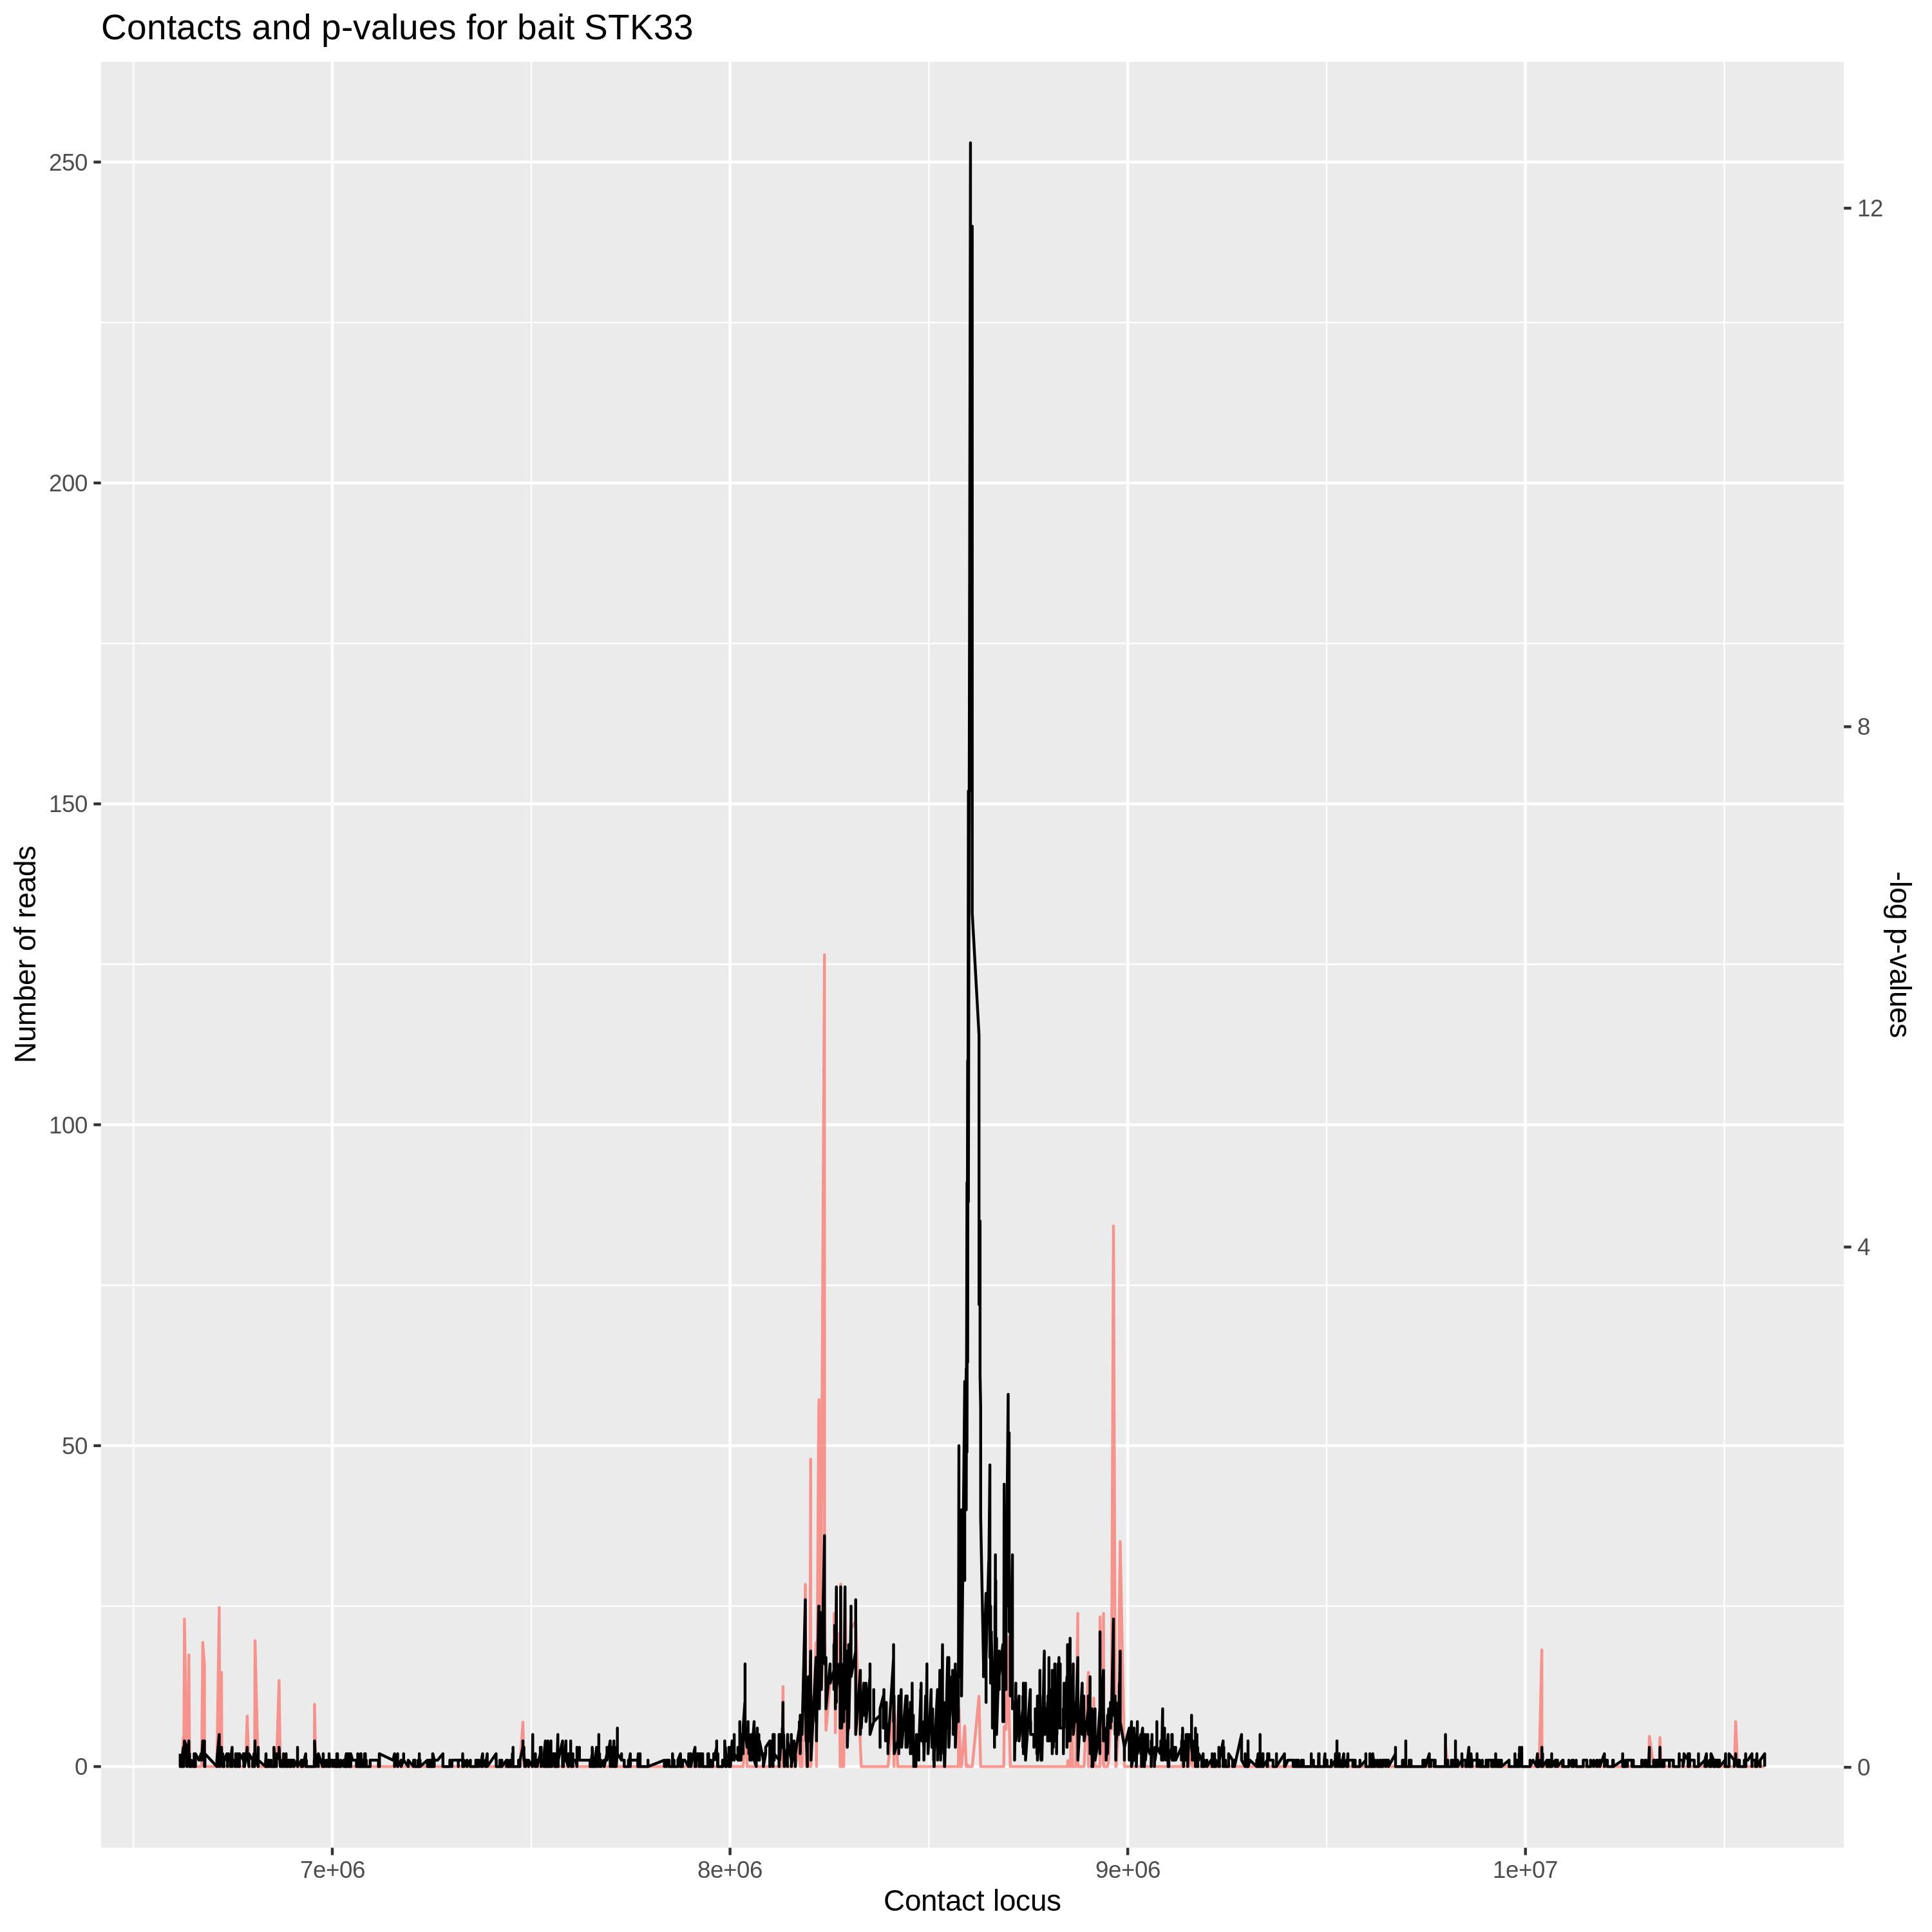 Contacts and p-values for bait STK33
250
200
150
100
50
0
Number of reads
12
8
4
0
-log p-values
7e+06
8e+06
9e+06
1e+07
Contact locus